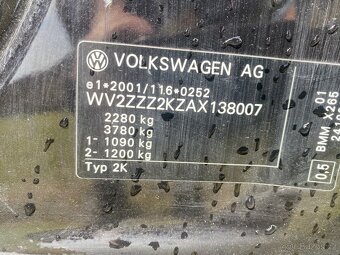 VOLKSWAGEN AG
e1*2001/116*0252
WV2ZZZ2KZAX138007
2280 kg
3780 kg
1- 1090 kg
2- 1200 kg
Typ 2K
0,5
BMM X265
01